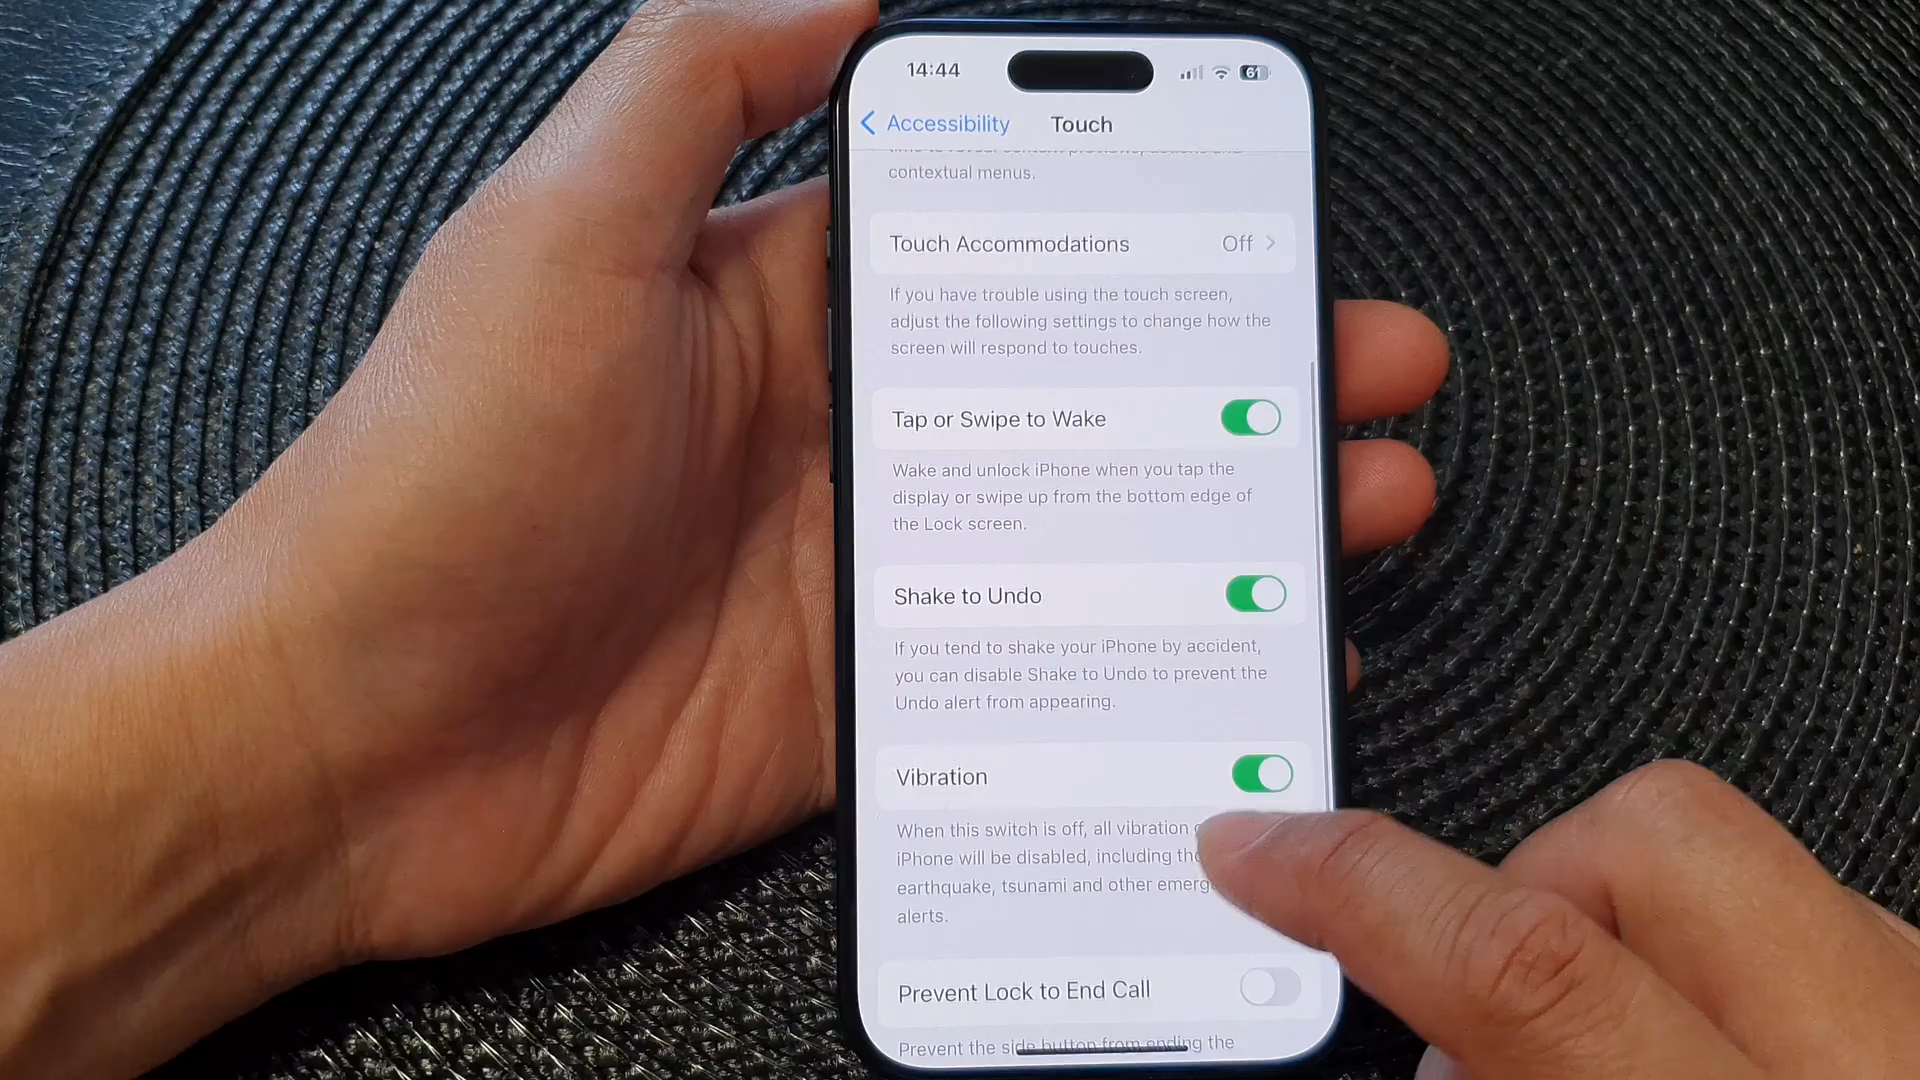 14:44
61
Accessibility
Touch
contextual menus.
Touch Accommodations
Off
If you have trouble using the touch screen,
adjust the following settings to change how the
screen will respond to touches.
Tap or Swipe to Wake
Wake and unlock iPhone when you tap the
display or swipe up from the bottom edge of
the Lock screen.
Shake to Undo
If you tend to shake your iPhone by accident,
you can disable Shake to Undo to prevent the
Undo alert from appearing.
Vibration
When this switch is off, all vibration
iPhone will be disabled, including
earthquake, tsunami and other
alerts.
Prevent Lock to End Call
Prevent the side button from ending the